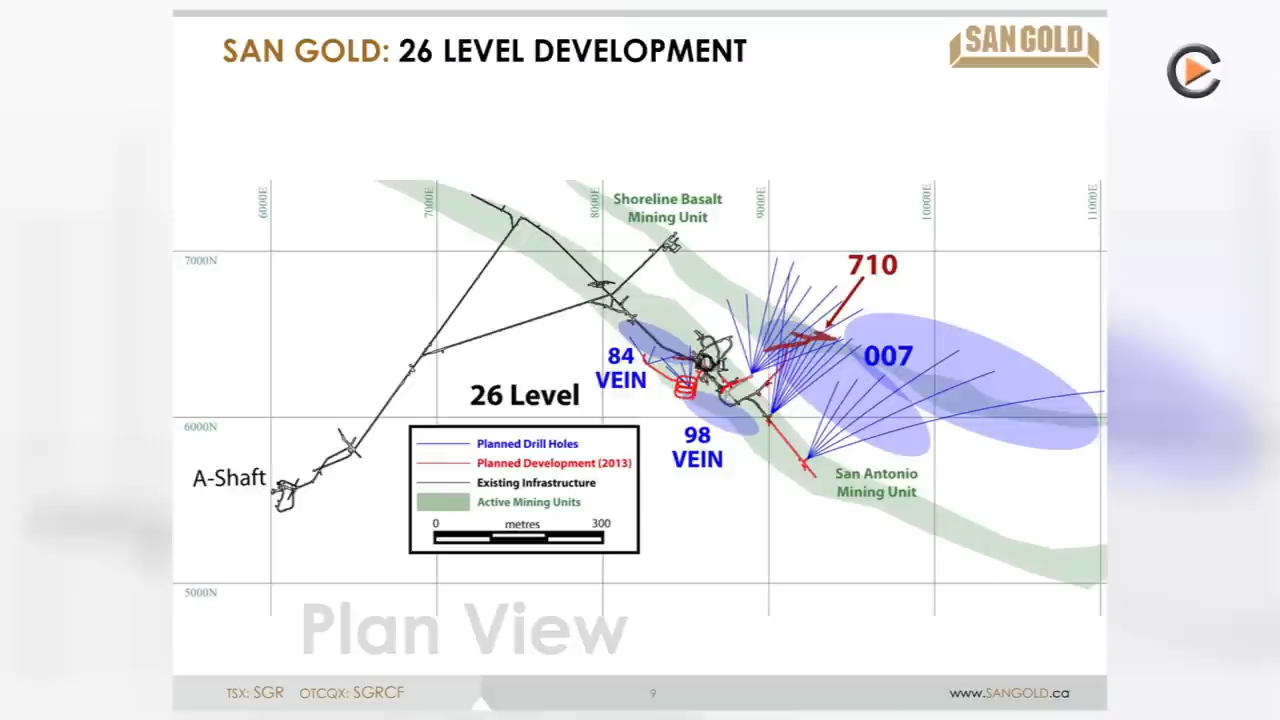 SAN GOLD: 26 LEVEL DEVELOPMENT
SAN GOLD
6000E
7000E
8000E
9000E
10000E
11000E
Shoreline Basalt
Mining Unit
7000N
710
007
84
VEIN
26 Level
6000N
98
VEIN
A-Shaft
San Antonio
Mining Unit
Planned Drill Holes
Planned Development (2013)
Existing Infrastructure
Active Mining Units
0 metres 300
5000N
Plan View
TSX: SGR OTCQX: SGRCF
9
www.SANGOLD.ca